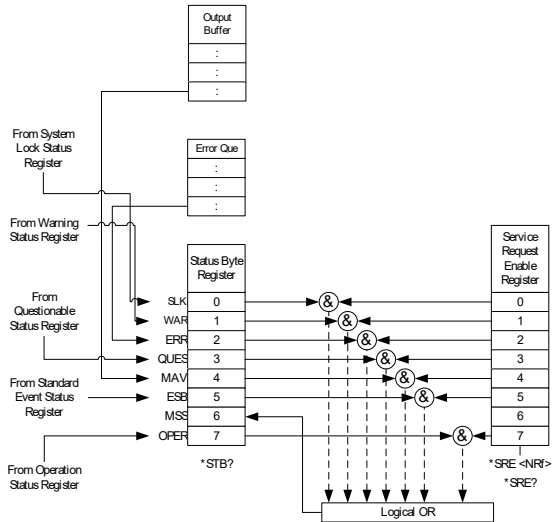 Output
Buffer
:
:
:
From System
Lock Status
Register
Error Que
:
:
:
From Warning
Status Register
Status Byte
Register
Service
Request
Enable
Register
From
Questionable
Status Register
SLK 0 & 0
WAR 1 & 1
ERR 2 & 2
QUES 3 & 3
MAV 4 & 4
From Standard
Event Status
Register
ESB 5 & 5
MSS 6 6
OPER 7 & 7
From Operation
Status Register
*STB?
*SRE <NRf>
*SRE?
Logical OR